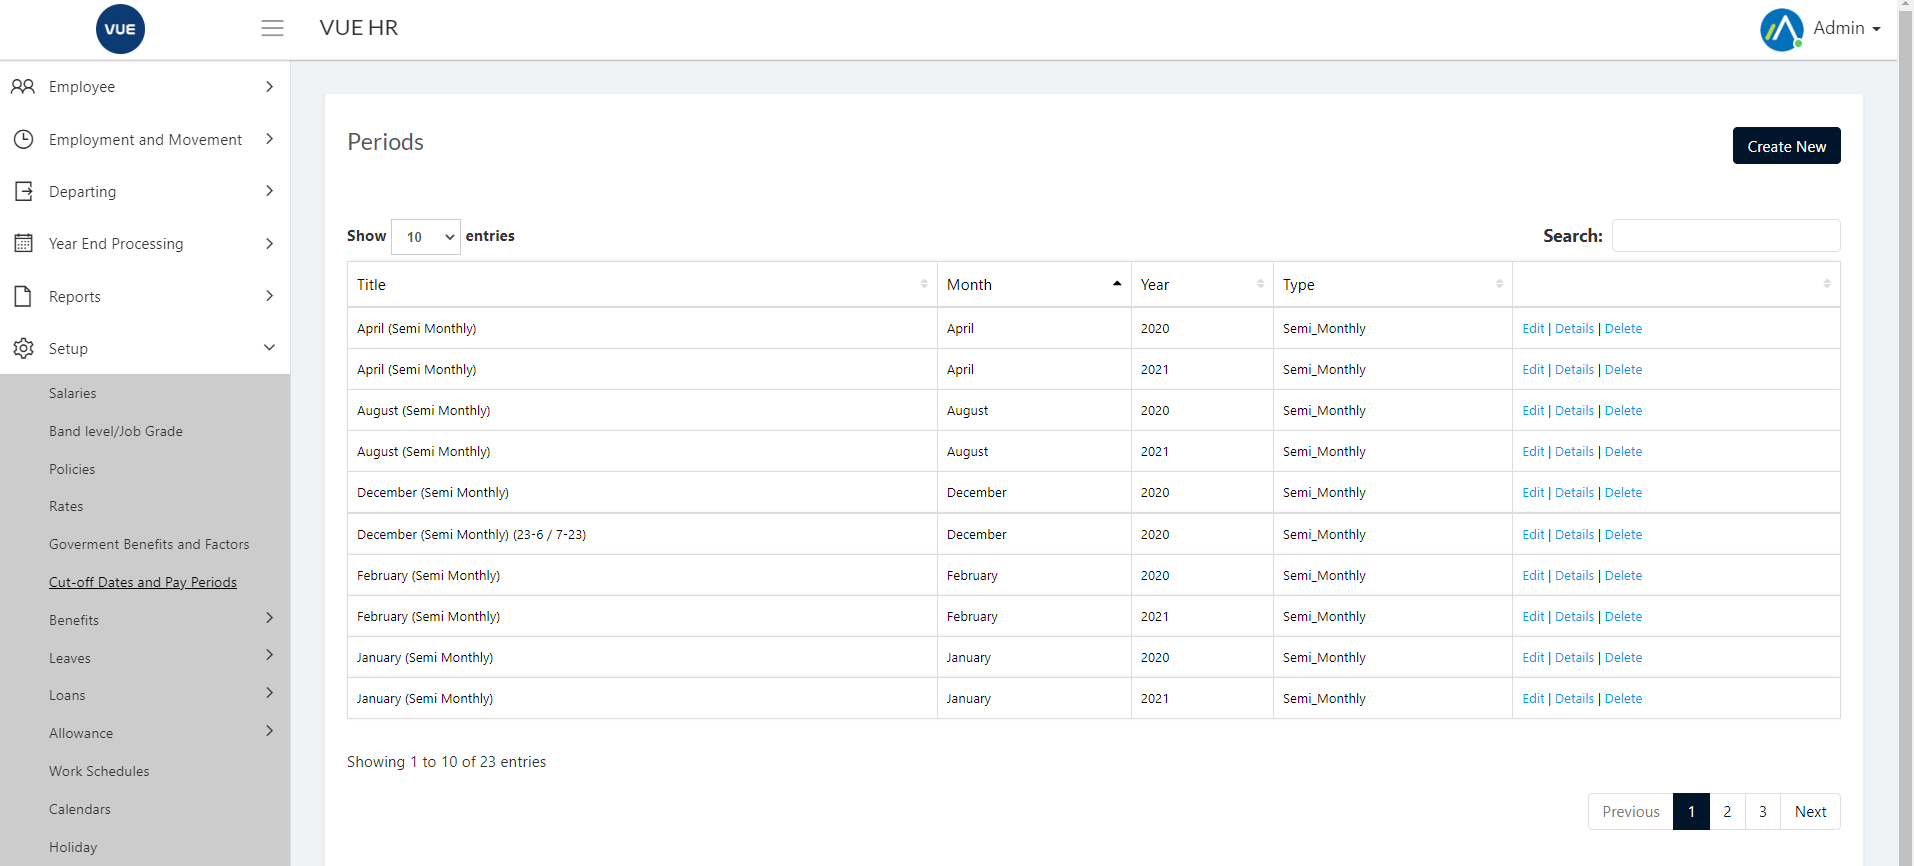 VUE
VUE HR
Admin
Employee
Employment and Movement
Departing
Year End Processing
Reports
Setup
Salaries
Band level/Job Grade
Policies
Rates
Goverment Benefits and Factors
Cut-off Dates and Pay Periods
Benefits
Leaves
Loans
Allowance
Work Schedules
Calendars
Holiday
Periods
Create New
Show 10 entries
Search:
Title Month Year Type
April (Semi Monthly) April 2020 Semi_Monthly Edit | Details | Delete
April (Semi Monthly) April 2021 Semi_Monthly Edit | Details | Delete
August (Semi Monthly) August 2020 Semi_Monthly Edit | Details | Delete
August (Semi Monthly) August 2021 Semi_Monthly Edit | Details | Delete
December (Semi Monthly) December 2020 Semi_Monthly Edit | Details | Delete
December (Semi Monthly) (23-6 / 7-23) December 2020 Semi_Monthly Edit | Details | Delete
February (Semi Monthly) February 2020 Semi_Monthly Edit | Details | Delete
February (Semi Monthly) February 2021 Semi_Monthly Edit | Details | Delete
January (Semi Monthly) January 2020 Semi_Monthly Edit | Details | Delete
January (Semi Monthly) January 2021 Semi_Monthly Edit | Details | Delete
Showing 1 to 10 of 23 entries
Previous 1 2 3 Next